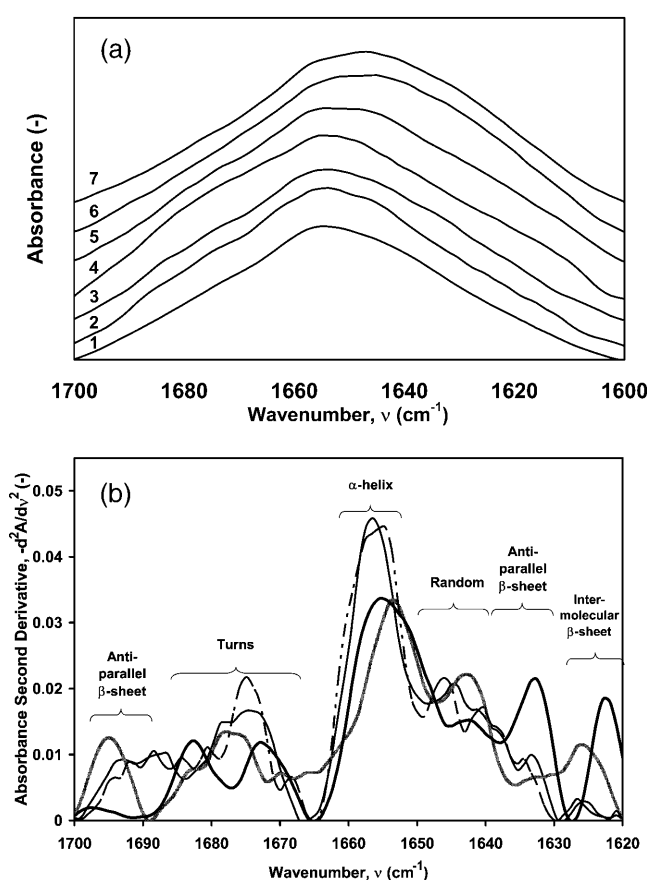 (a)
Absorbance (-)
7
6
5
4
3
2
1
1700 1680 1660 1640 1620 1600
Wavenumber, ν (cm⁻¹)
(b)
Absorbance Second Derivative, -d²A/dν² (-)
0.05
0.04
0.03
0.02
0.01
0
Anti-
parallel
β-sheet
Turns
α-helix
Random
Anti-
parallel
β-sheet
Inter-
molecular
β-sheet
1700 1690 1680 1670 1660 1650 1640 1630 1620
Wavenumber, ν (cm⁻¹)